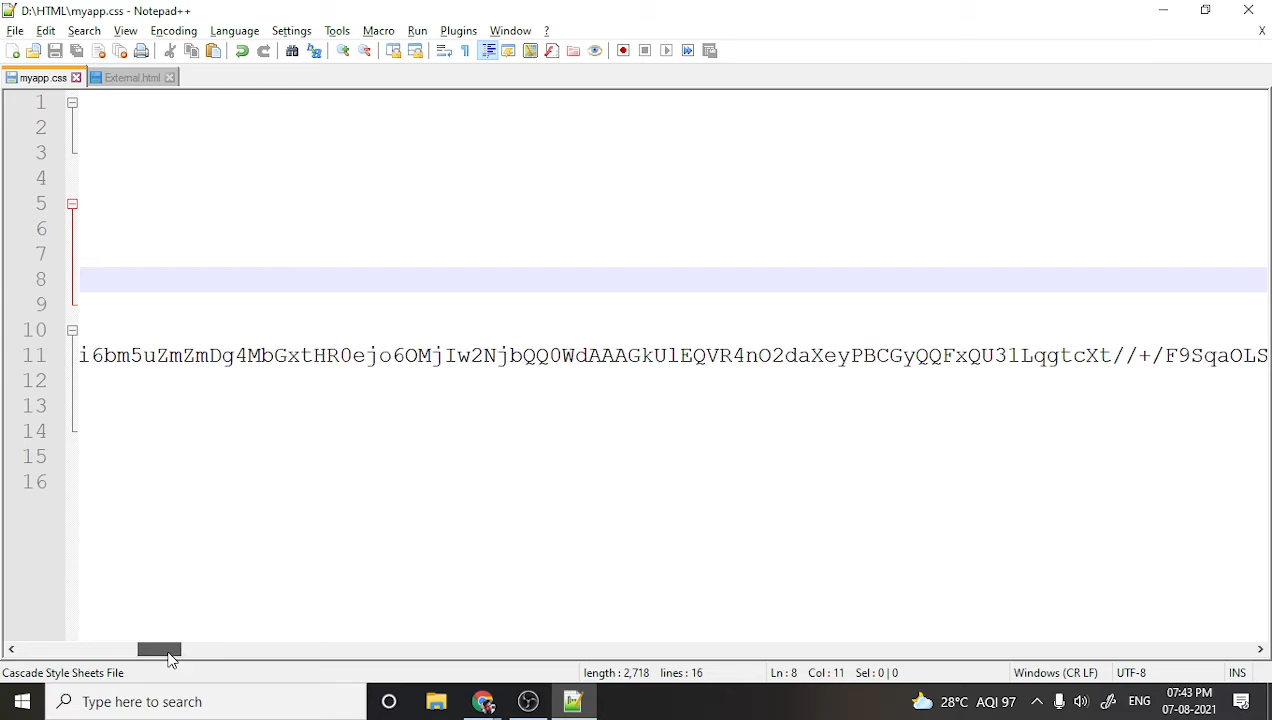 D:\HTML\myapp.css - Notepad++
File Edit Search View Encoding Language Settings Tools Macro Run Plugins Window ? X
myapp.css External.html
1
2
3
4
5
6
7
8
9
10
11 i6bm5uZmZmDg4MbGxtHR0ejo6OMjIw2NjbQQ0WdAAAGkUlEQVR4nO2daXeyPBCGyQQFxQU31LqgtcXt//+/F9SqaOLS
12
13
14
15
16
Cascade Style Sheets File length : 2,718 lines : 16 Ln : 8 Col : 11 Sel : 0 | 0 Windows (CR LF) UTF-8 INS
Type here to search 28°C AQI 97 ENG 07:43 PM
07-08-2021